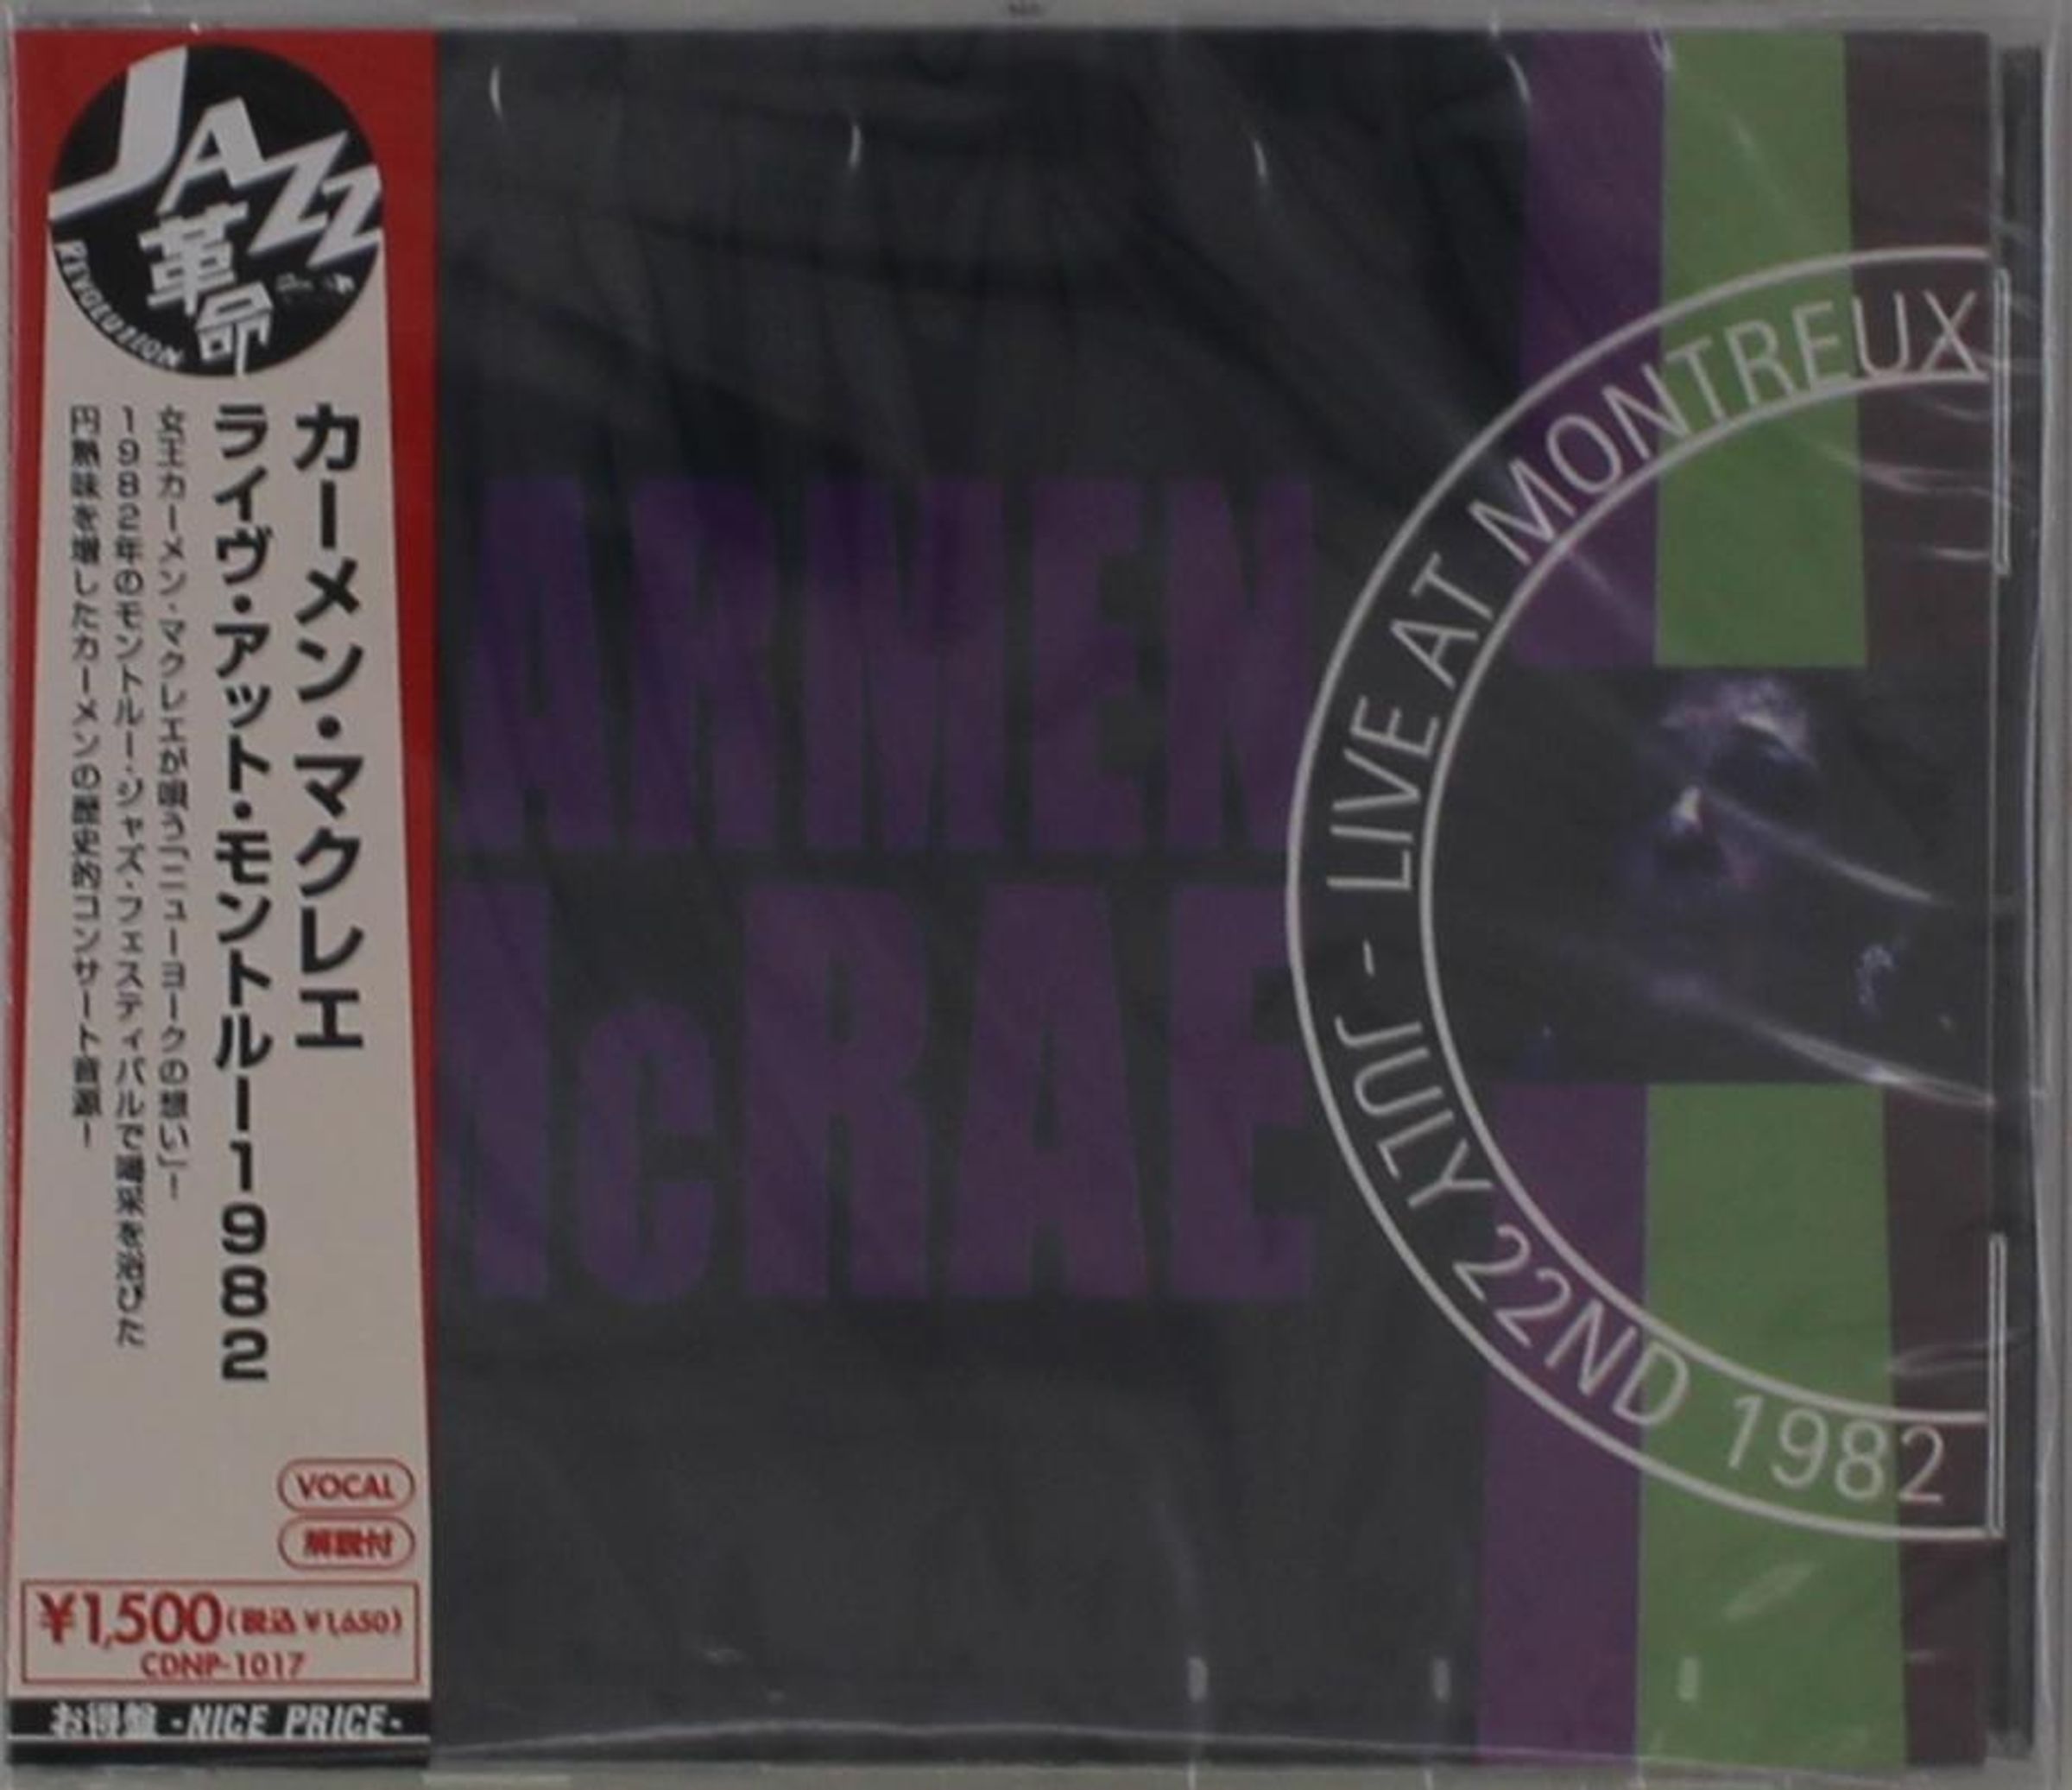 JAZZ
革命
REVOLUTION
カーメン・マクレエ
ライヴ・アット・モントルー1982
女王カーメン・マクレエが唄う「ニューヨークの想い」!
1982年のモントルー・ジャズ・フェスティバルで喝采を浴びた
円熟味を増したカーメンの歴史的コンサート音源!
VOCAL
解説付
¥1,500(税込¥1,650)
CDNP-1017
お得盤 -NICE PRICE-
ARMEN
McRAE
LIVE AT MONTREUX
- JULY 22ND 1982